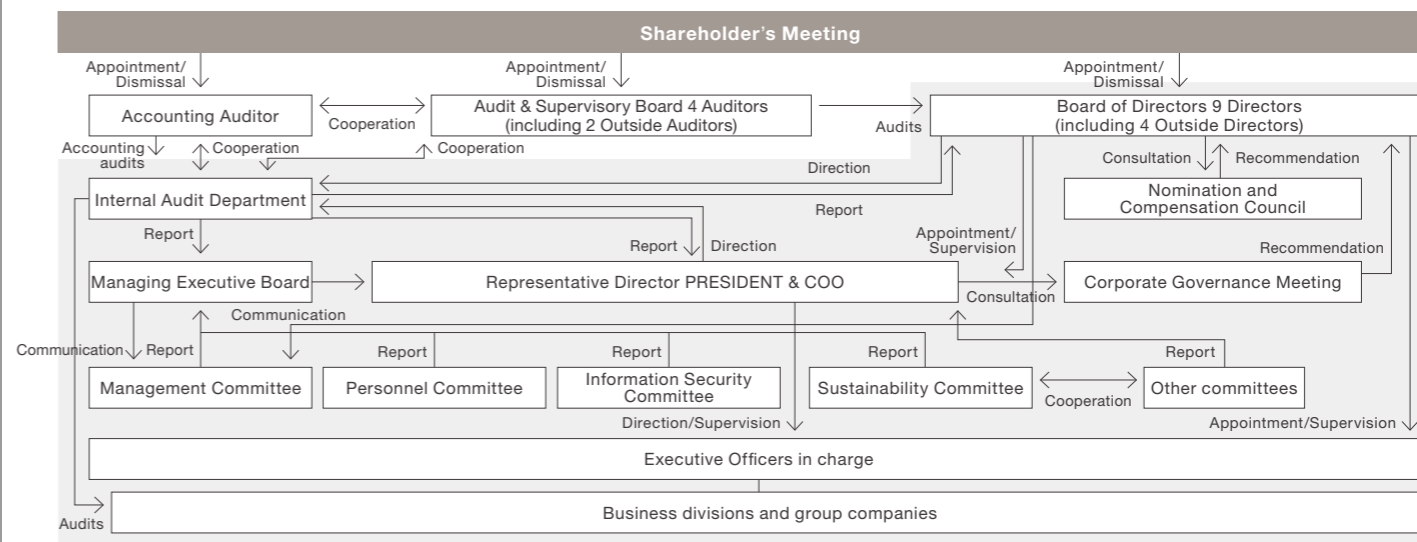 Shareholder's Meeting
Appointment/
Dismissal
Appointment/
Dismissal
Appointment/
Dismissal
Accounting Auditor
Cooperation
Audit & Supervisory Board 4 Auditors
(including 2 Outside Auditors)
Audits
Board of Directors 9 Directors
(including 4 Outside Directors)
Accounting
audits
Cooperation
Cooperation
Direction
Consultation
Recommendation
Internal Audit Department
Report
Nomination and
Compensation Council
Report
Report
Direction
Appointment/
Supervision
Recommendation
Managing Executive Board
Representative Director PRESIDENT & COO
Consultation
Corporate Governance Meeting
Communication
Communication
Report
Report
Report
Report
Report
Management Committee
Personnel Committee
Information Security
Committee
Sustainability Committee
Cooperation
Other committees
Direction/Supervision
Appointment/Supervision
Executive Officers in charge
Business divisions and group companies
Audits